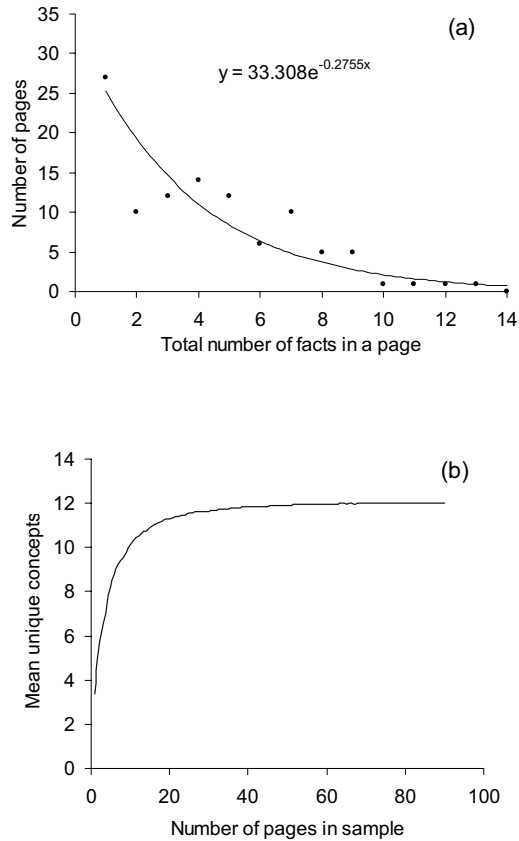 (a)
35
30
25
20
15
10
5
0
y = 33.308e^-0.2755x
Number of pages
2 4 6 8 10 12 14
Total number of facts in a page
(b)
14
12
10
8
6
4
2
0
Mean unique concepts
0 20 40 60 80 100
Number of pages in sample